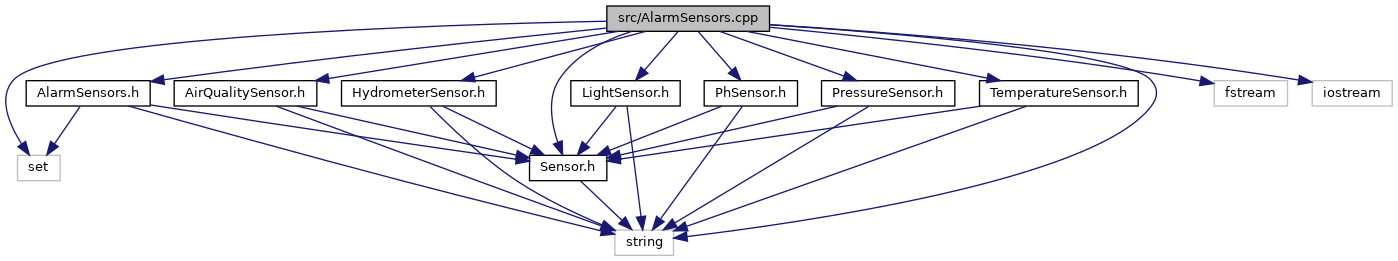 src/AlarmSensors.cpp
AlarmSensors.h
AirQualitySensor.h
HydrometerSensor.h
LightSensor.h
PhSensor.h
PressureSensor.h
TemperatureSensor.h
fstream
iostream
set
Sensor.h
string